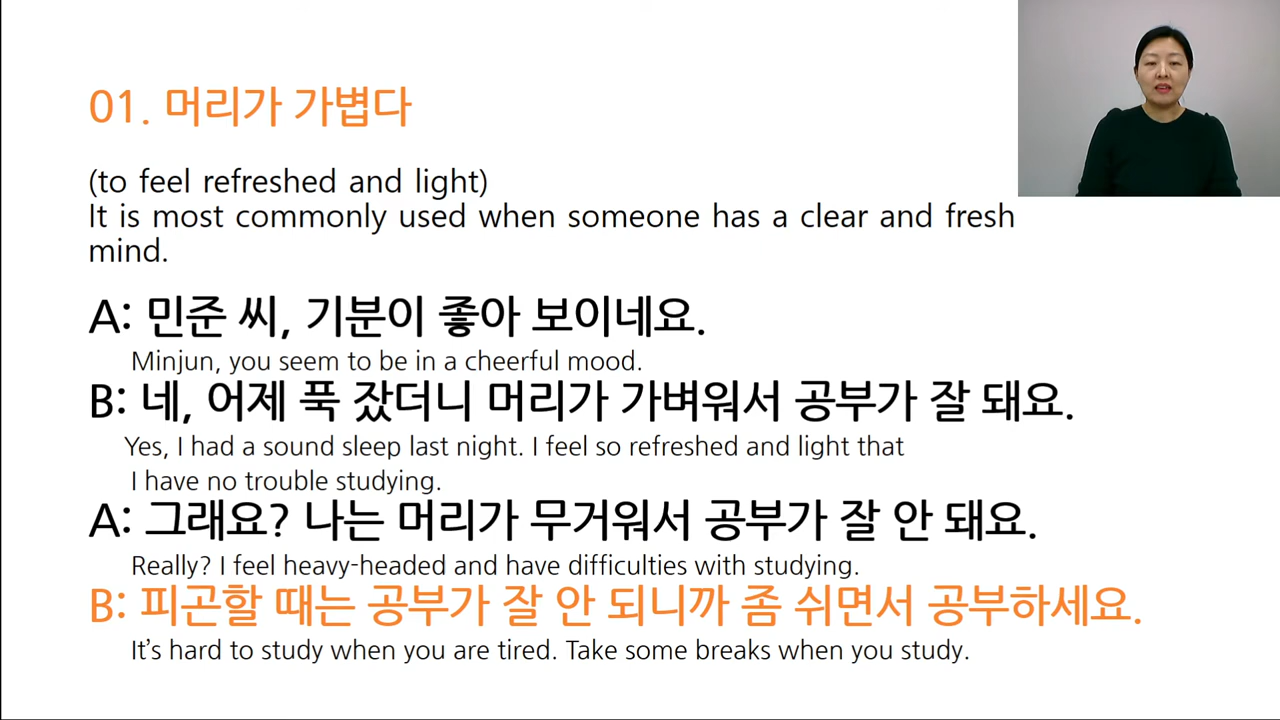 01. 머리가 가볍다
(to feel refreshed and light)
It is most commonly used when someone has a clear and fresh
mind.
A: 민준 씨, 기분이 좋아 보이네요.
Minjun, you seem to be in a cheerful mood.
B: 네, 어제 푹 잤더니 머리가 가벼워서 공부가 잘 돼요.
Yes, I had a sound sleep last night. I feel so refreshed and light that
I have no trouble studying.
A: 그래요? 나는 머리가 무거워서 공부가 잘 안 돼요.
Really? I feel heavy-headed and have difficulties with studying.
B: 피곤할 때는 공부가 잘 안 되니까 좀 쉬면서 공부하세요.
It’s hard to study when you are tired. Take some breaks when you study.